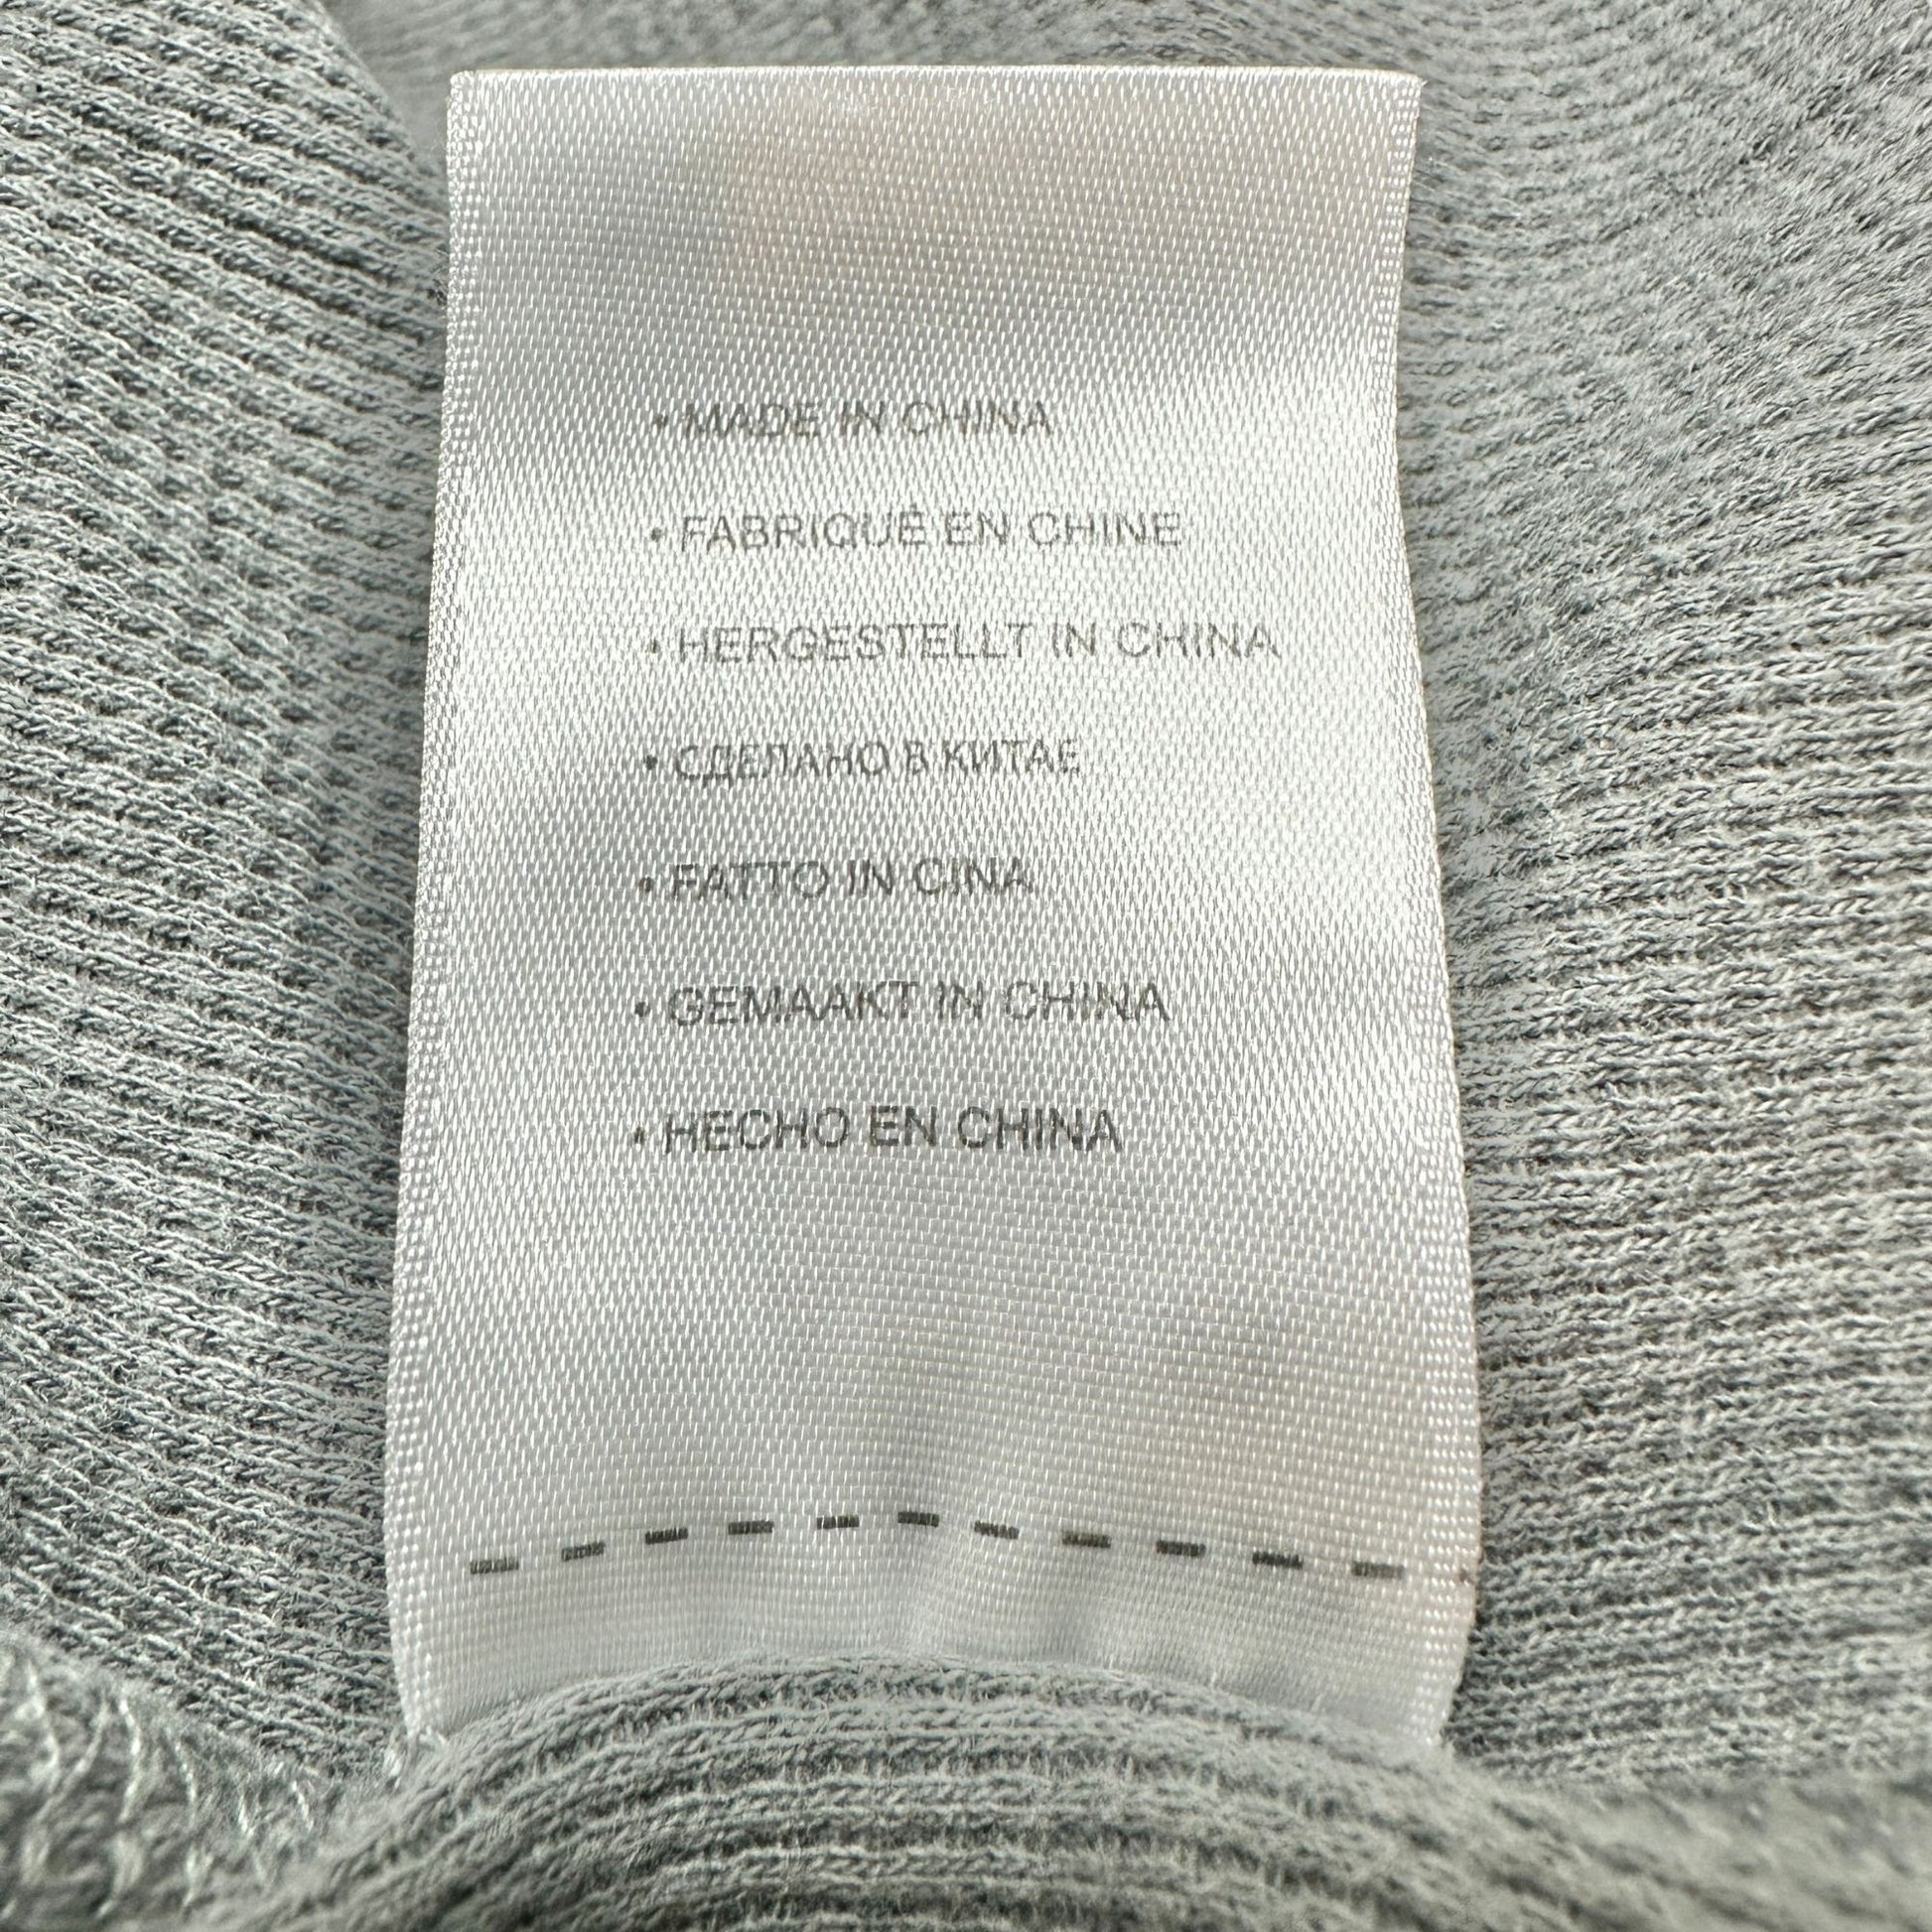 • MADE IN CHINA
• FABRIQUÉ EN CHINE
• HERGESTELLT IN CHINA
• СДЕЛАНО В КИТАЕ
• FATTO IN CINA
• GEMAAKT IN CHINA
• HECHO EN CHINA